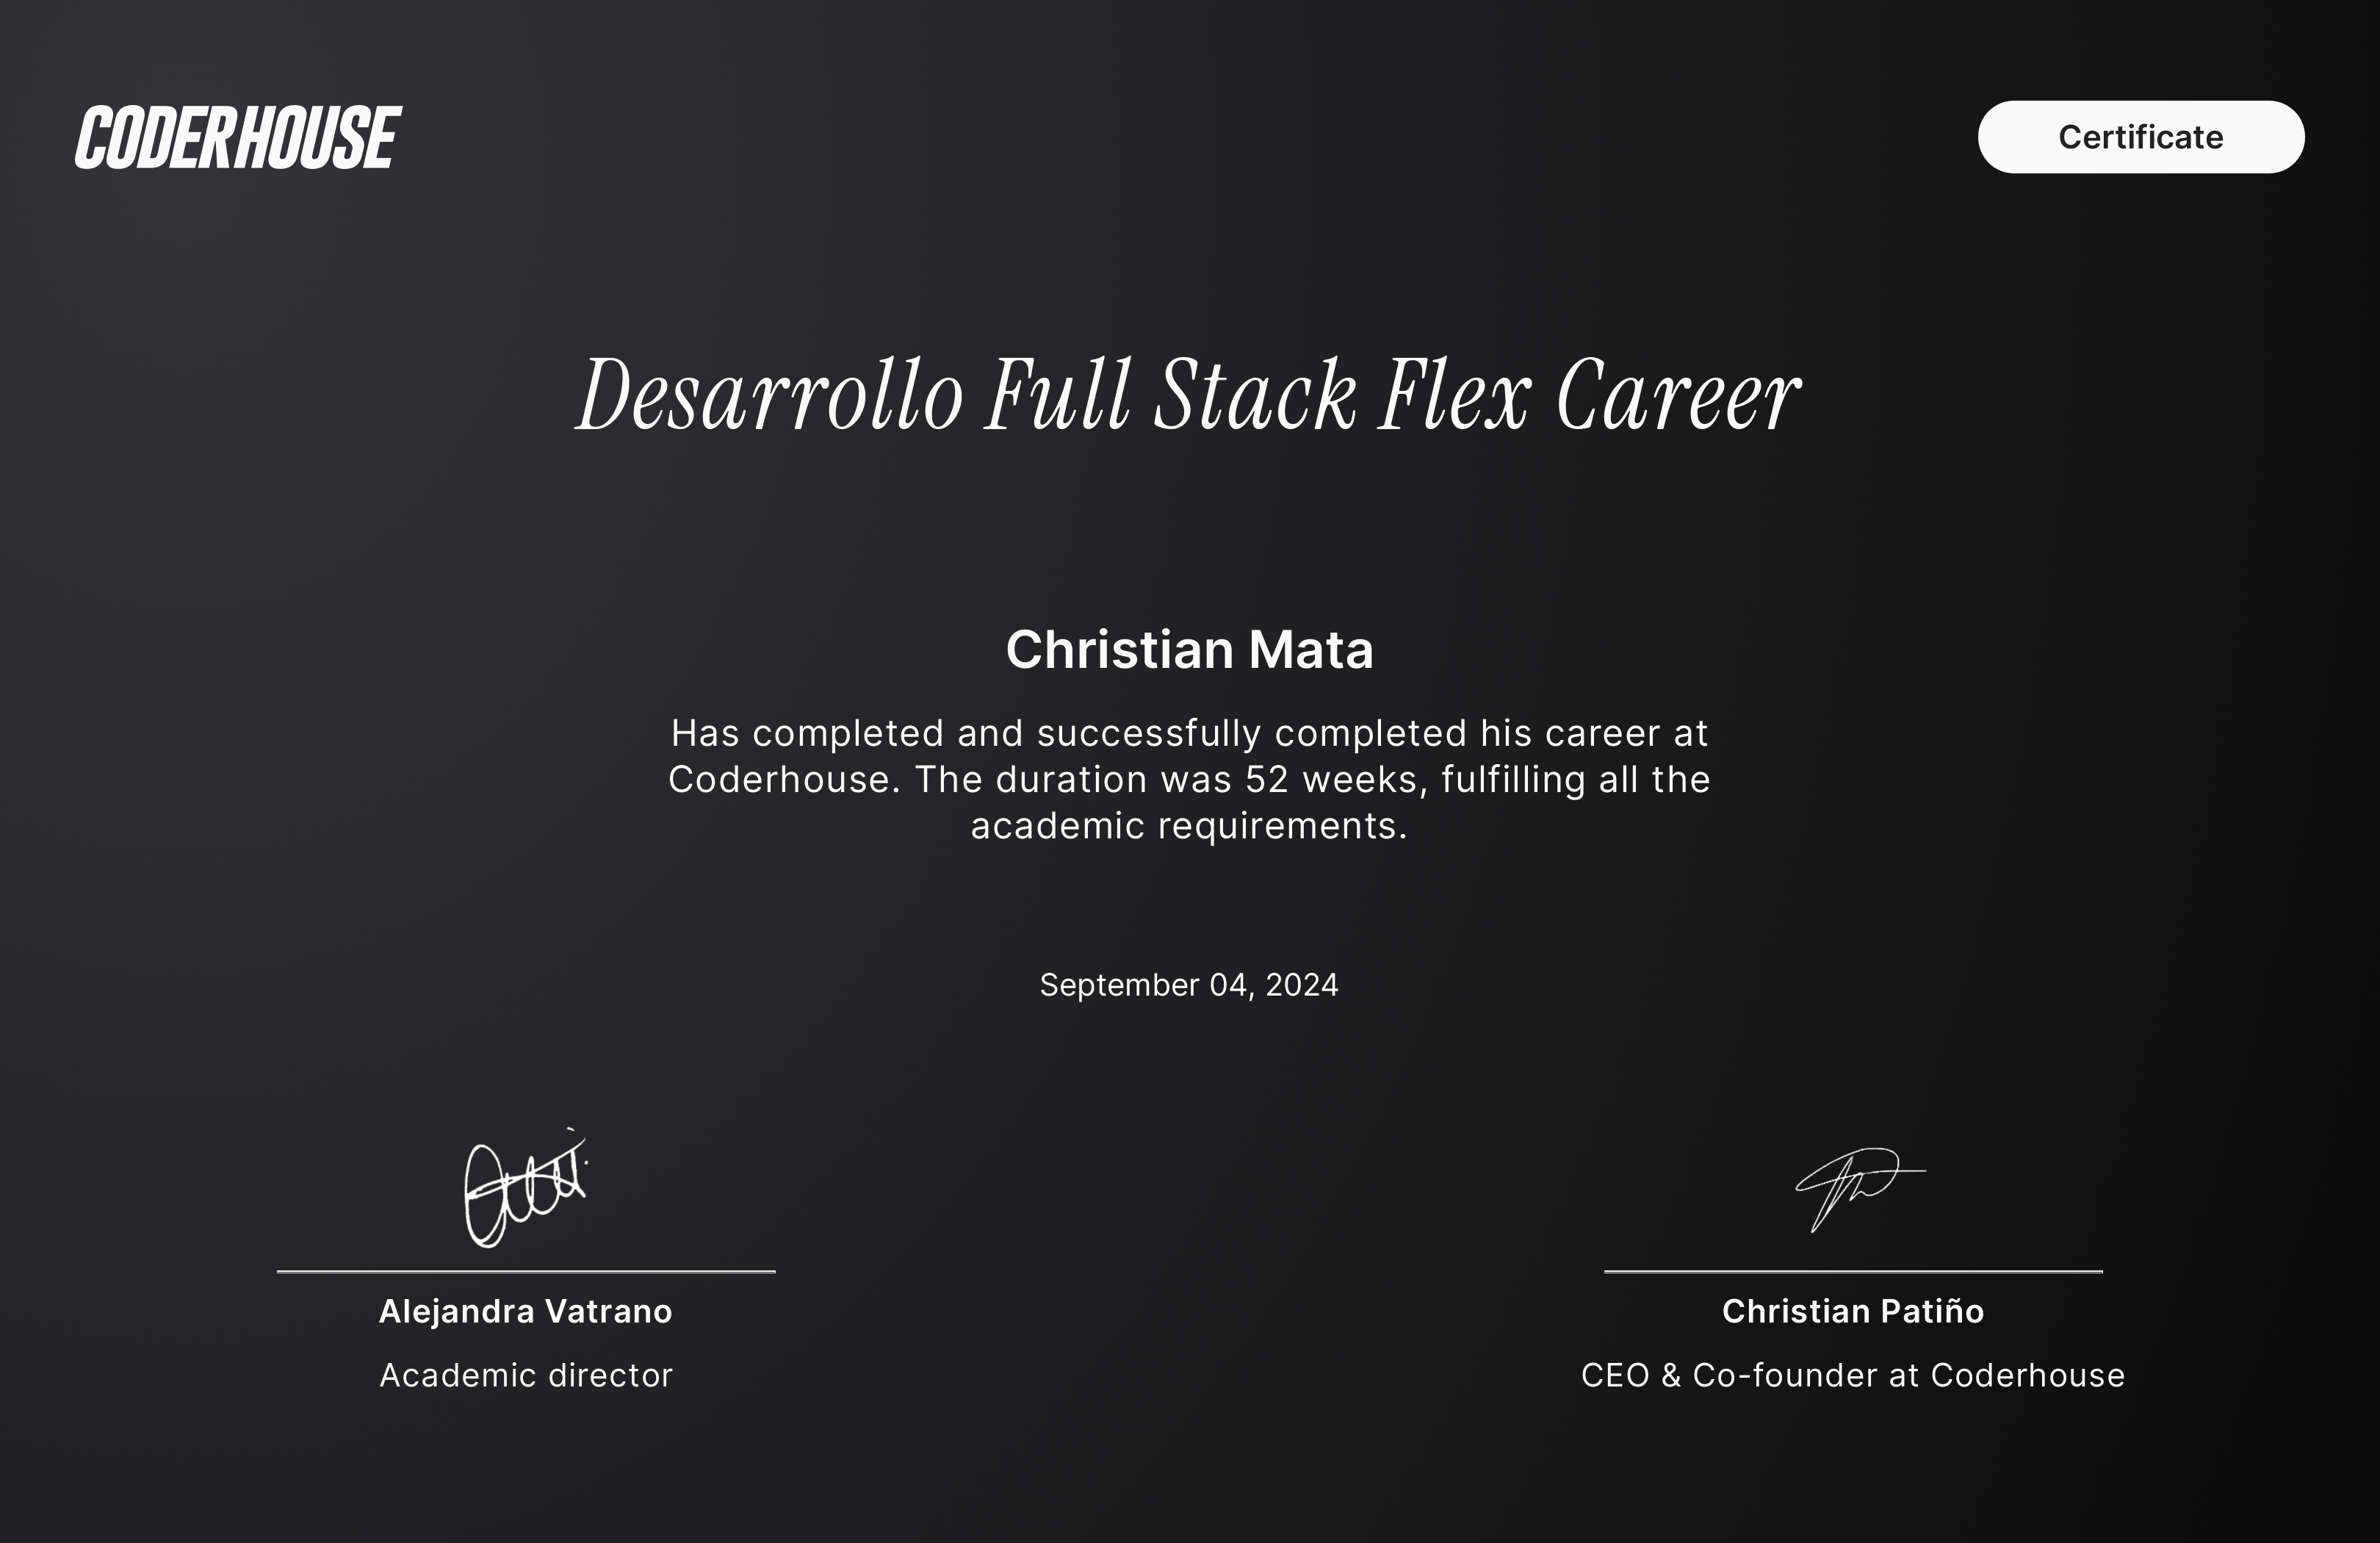 CODERHOUSE
Certificate
Desarrollo Full Stack Flex Career
Christian Mata
Has completed and successfully completed his career at
Coderhouse. The duration was 52 weeks, fulfilling all the
academic requirements.
September 04, 2024
Alejandra Vatrano
Christian Patiño
Academic director
CEO & Co-founder at Coderhouse